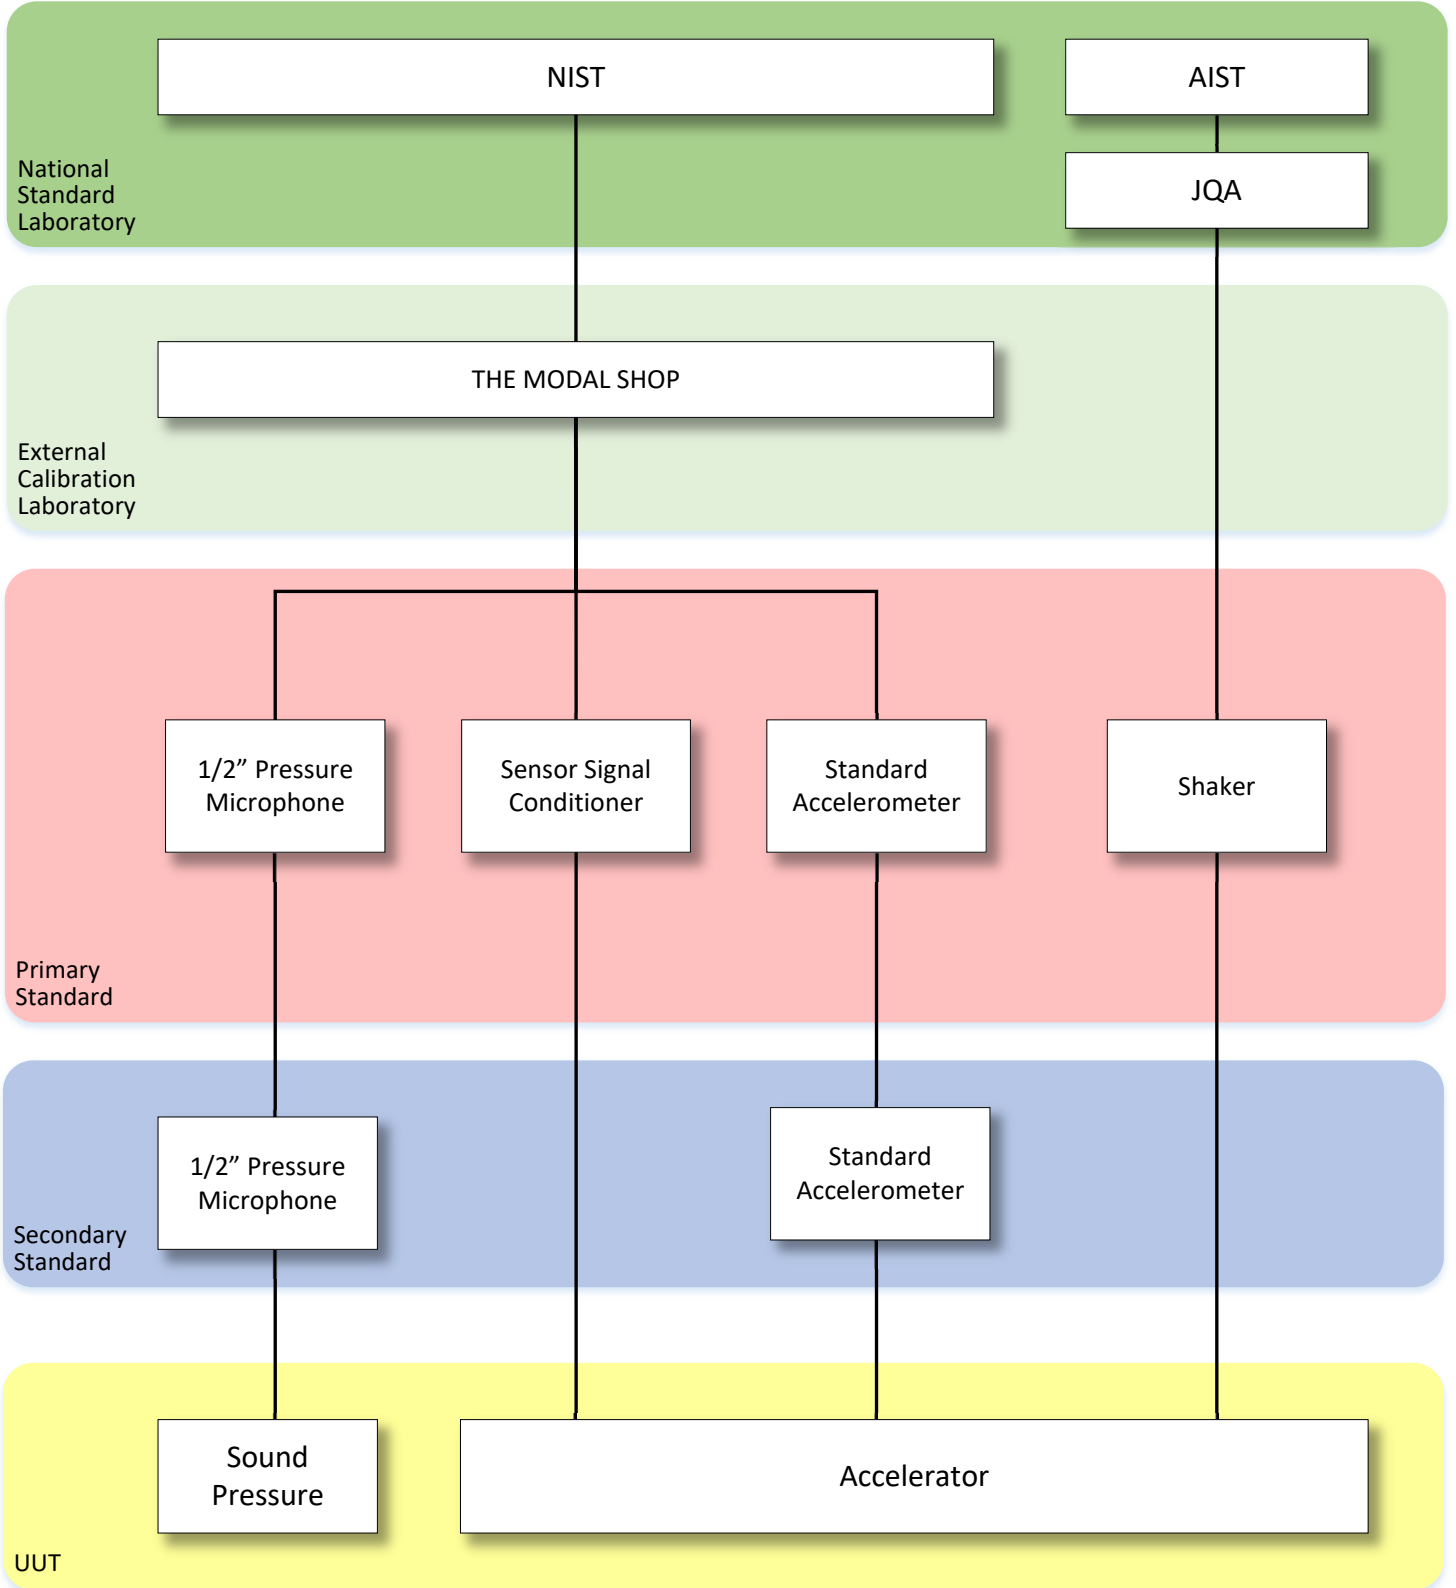 NIST
AIST
JQA
National
Standard
Laboratory
THE MODAL SHOP
External
Calibration
Laboratory
1/2” Pressure
Microphone
Sensor Signal
Conditioner
Standard
Accelerometer
Shaker
Primary
Standard
1/2” Pressure
Microphone
Standard
Accelerometer
Secondary
Standard
Sound
Pressure
Accelerator
UUT